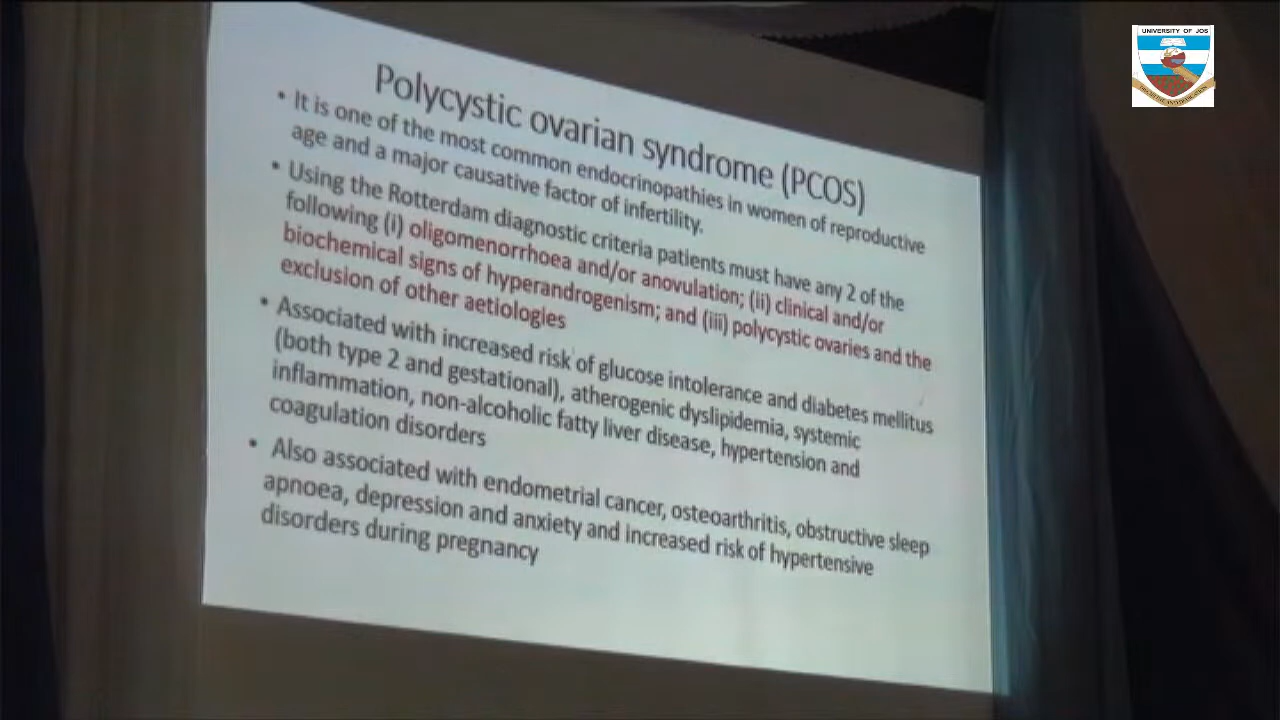 UNIVERSITY OF JOS
Polycystic ovarian syndrome (PCOS)
• It is one of the most common endocrinopathies in women of reproductive
age and a major causative factor of infertility.
• Using the Rotterdam diagnostic criteria patients must have any 2 of the
following (i) oligomenorrhoea and/or anovulation; (ii) clinical and/or
biochemical signs of hyperandrogenism; and (iii) polycystic ovaries and the
exclusion of other aetiologies
• Associated with increased risk of glucose intolerance and diabetes mellitus
(both type 2 and gestational), atherogenic dyslipidemia, systemic
inflammation, non-alcoholic fatty liver disease, hypertension and
coagulation disorders
• Also associated with endometrial cancer, osteoarthritis, obstructive sleep
apnoea, depression and anxiety and increased risk of hypertensive
disorders during pregnancy